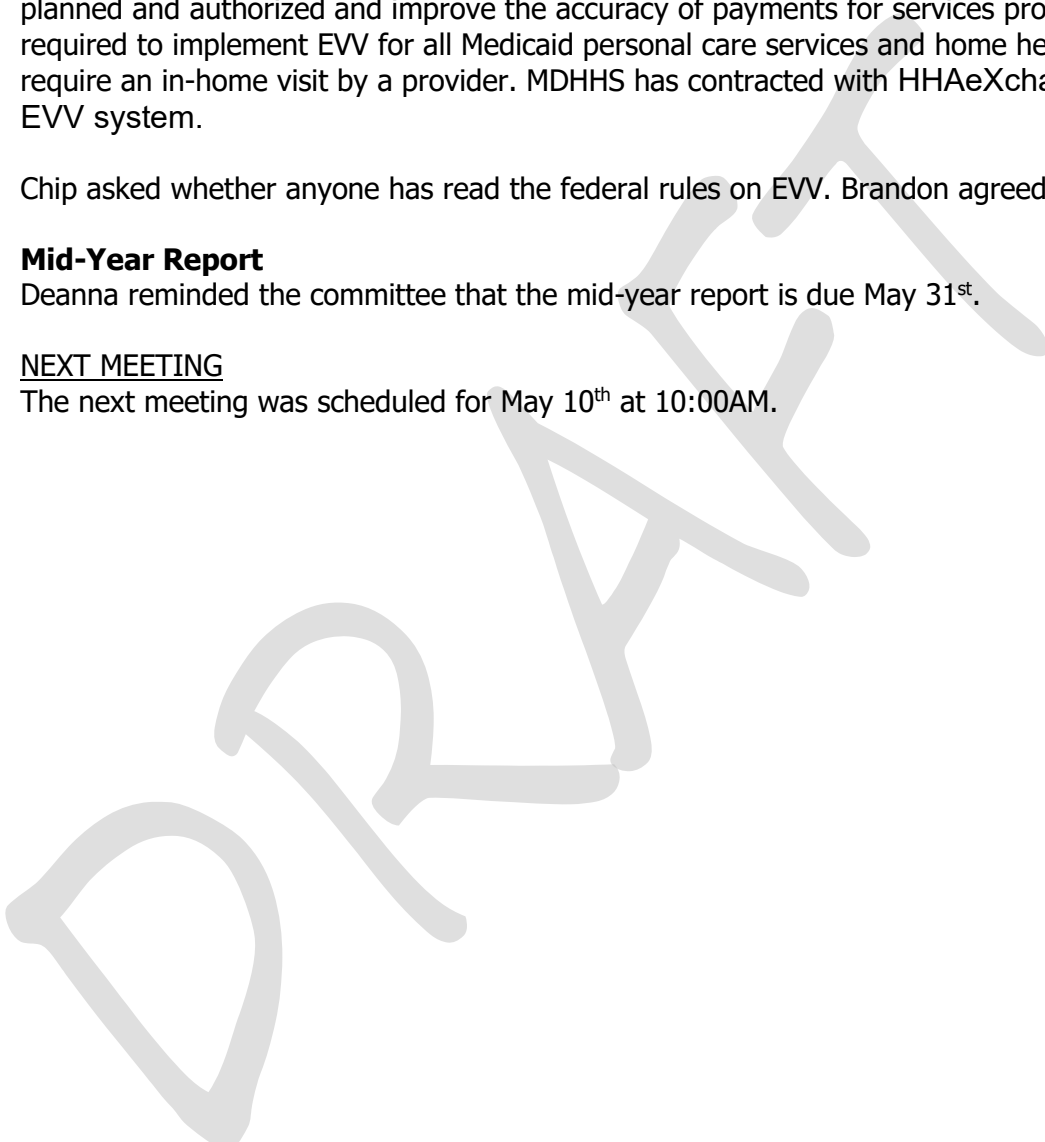 planned and authorized and improve the accuracy of payments for services pro
required to implement EVV for all Medicaid personal care services and home he
require an in-home visit by a provider. MDHHS has contracted with HHAeXcha
EVV system.
Chip asked whether anyone has read the federal rules on EVV. Brandon agreed
Mid-Year Report
Deanna reminded the committee that the mid-year report is due May 31st.
NEXT MEETING
The next meeting was scheduled for May 10th at 10:00AM.
DRAFT